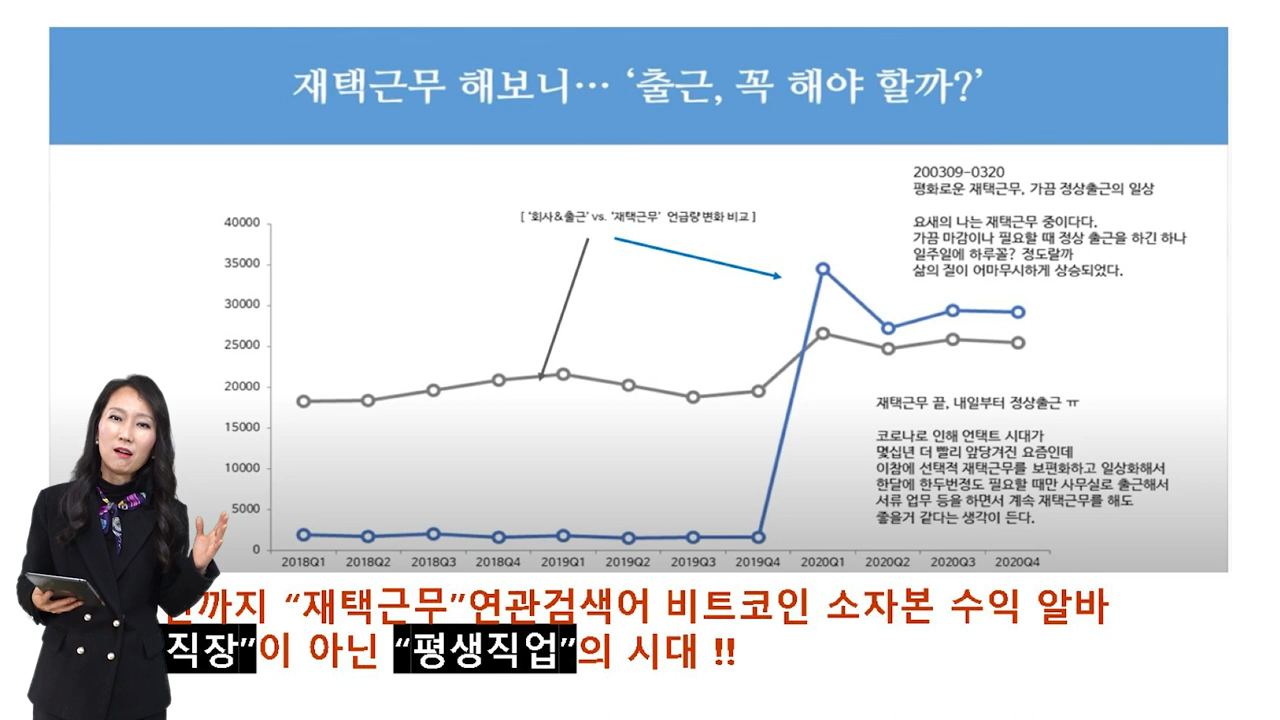 재택근무 해보니… ‘출근, 꼭 해야 할까?’
200309-0320
평화로운 재택근무, 가끔 정상출근의 일상
요새의 나는 재택근무 중이다다.
가끔 마감이나 필요할 때 정상 출근을 하긴 하나
일주일에 하루꼴? 정도랄까
삶의 질이 어마무시하게 상승되었다.
[ ‘회사&출근’ vs. ‘재택근무’ 언급량 변화 비교 ]
40000
35000
30000
25000
20000
15000
10000
5000
0
2018Q1 2018Q2 2018Q3 2018Q4 2019Q1 2019Q2 2019Q3 2019Q4 2020Q1 2020Q2 2020Q3 2020Q4
재택근무 끝, 내일부터 정상출근 ㅠ
코로나로 인해 언택트 시대가
몇십년 더 빨리 앞당겨진 요즘인데
이참에 선택적 재택근무를 보편화하고 일상화해서
한달에 한두번정도 필요할 때만 사무실로 출근해서
서류 업무 등을 하면서 계속 재택근무를 해도
좋을거 같다는 생각이 든다.
까지 “재택근무”연관검색어 비트코인 소자본 수익 알바
직장”이 아닌 “평생직업”의 시대 !!